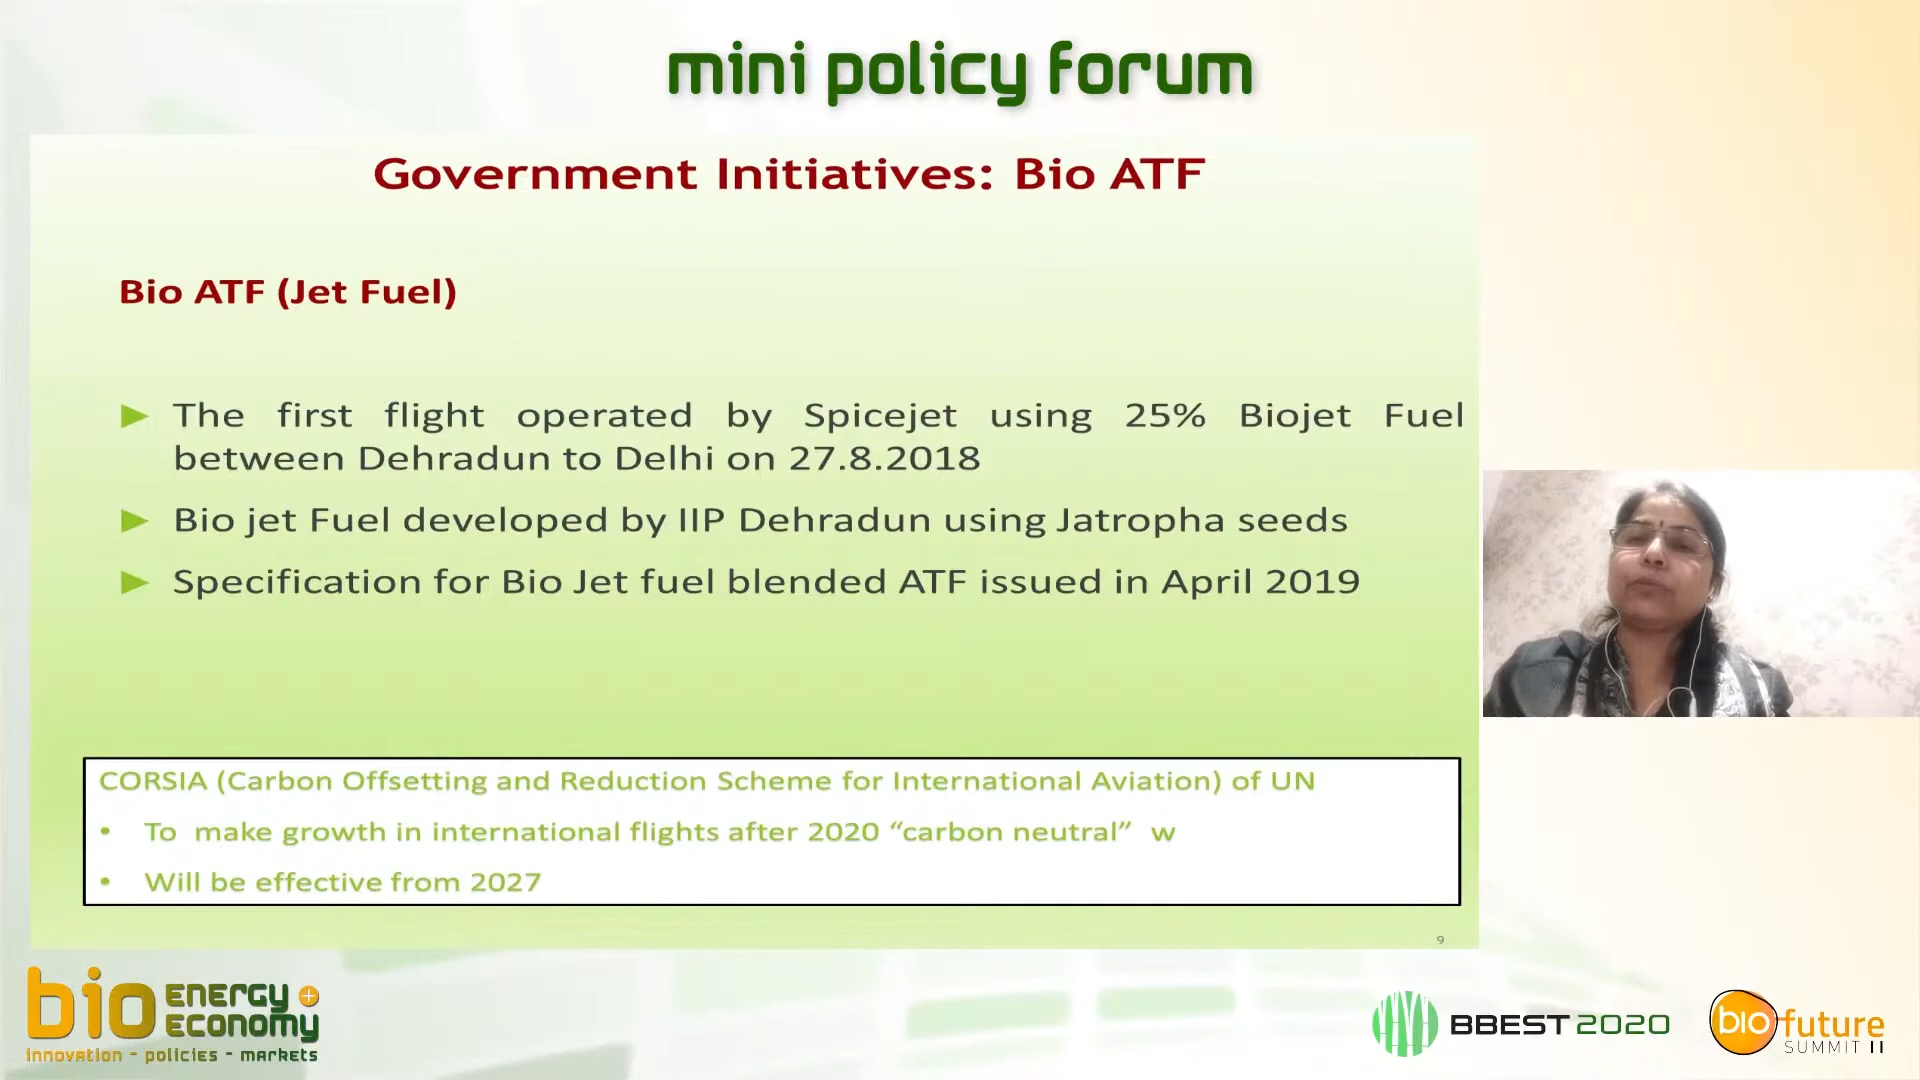 mini policy forum
Government Initiatives: Bio ATF
Bio ATF (Jet Fuel)
The first flight operated by Spicejet using 25% Biojet Fuel
between Dehradun to Delhi on 27.8.2018
Bio jet Fuel developed by IIP Dehradun using Jatropha seeds
Specification for Bio Jet fuel blended ATF issued in April 2019
CORSIA (Carbon Offsetting and Reduction Scheme for International Aviation) of UN
• To make growth in international flights after 2020 “carbon neutral” w
• Will be effective from 2027
9
bio ENERGY +
ECONOMY
innovation - policies - markets
BBEST 2020
bio future
SUMMIT II